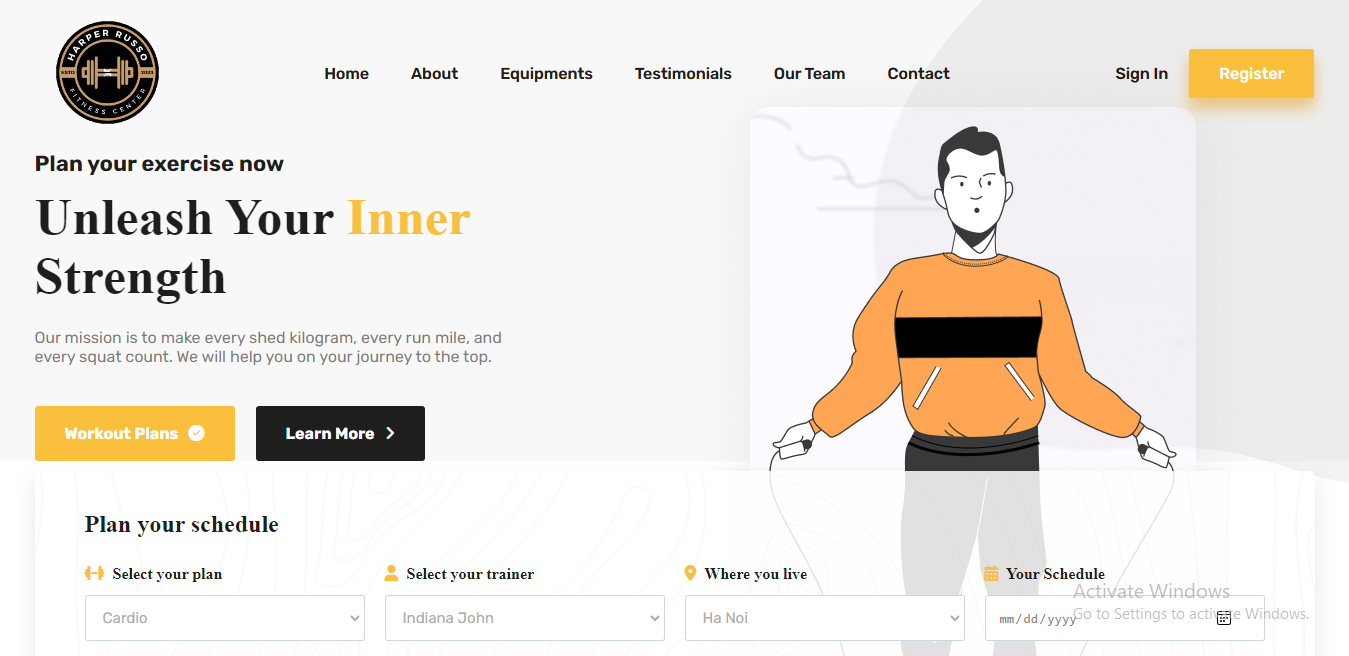 HARPER RUSSO
ESTD 2023
FITNESS CENTER
Home About Equipments Testimonials Our Team Contact Sign In Register
Plan your exercise now
Unleash Your Inner
Strength
Our mission is to make every shed kilogram, every run mile, and
every squat count. We will help you on your journey to the top.
Workout Plans Learn More
Plan your schedule
Select your plan Select your trainer Where you live Your Schedule
Cardio Indiana John Ha Noi mm/dd/yyyy
Activate Windows
Go to Settings to activate Windows.